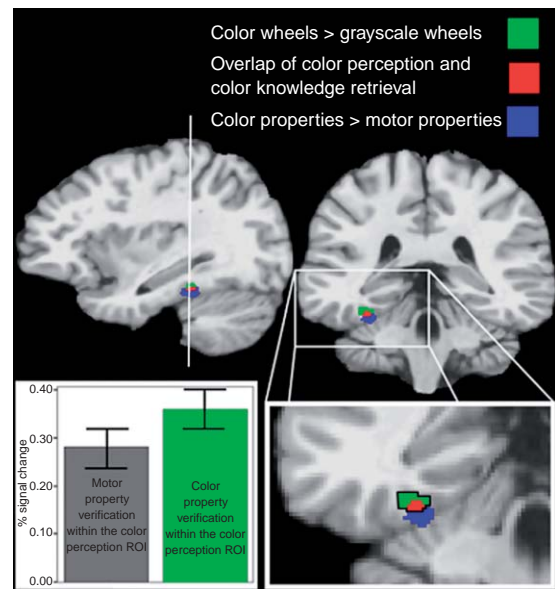 Color wheels > grayscale wheels
Overlap of color perception and
color knowledge retrieval
Color properties > motor properties
0.40
0.30
0.20
0.10
0.00
% signal change
Motor
property
verification
within the color
perception ROI
Color
property
verification
within the color
perception ROI